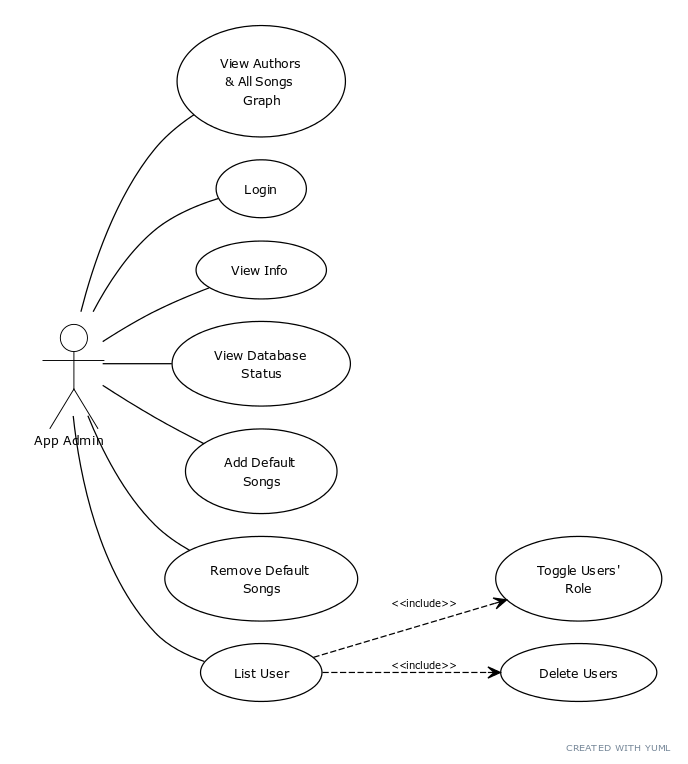 View Authors
& All Songs
Graph
Login
View Info
View Database
Status
App Admin
Add Default
Songs
Remove Default
Songs
Toggle Users'
Role
<<include>>
List User
<<include>>
Delete Users
CREATED WITH YUML